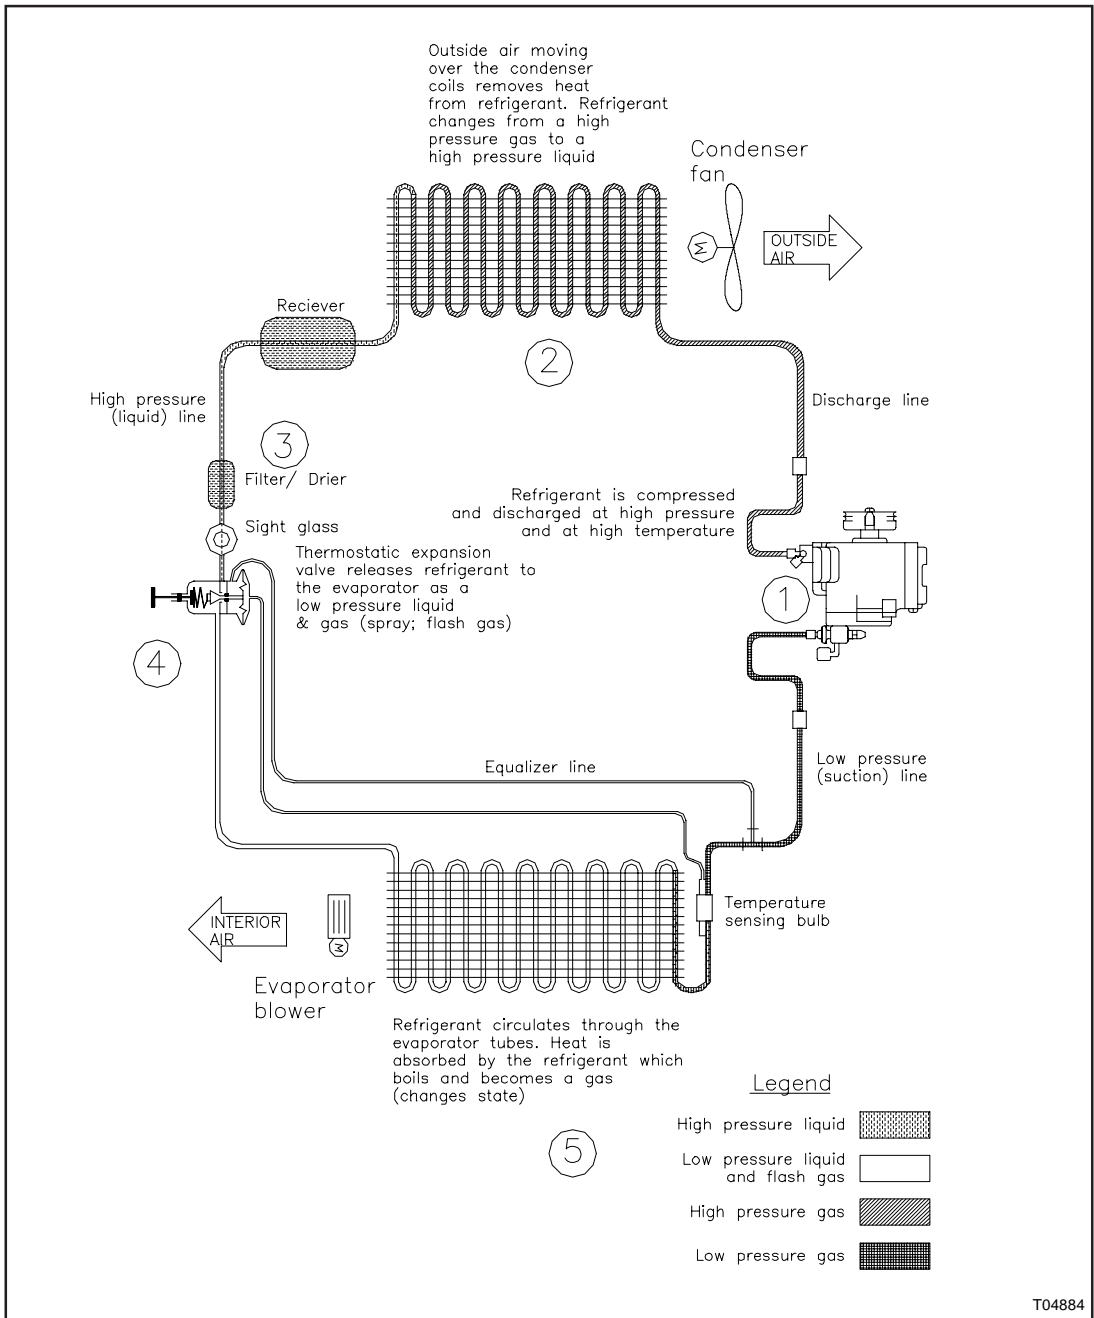 Outside air moving
over the condenser
coils removes heat
from refrigerant. Refrigerant
changes from a high
pressure gas to a
high pressure liquid
Condenser
fan
M
OUTSIDE
AIR
Reciever
2
High pressure
(liquid) line
Discharge line
3
Filter/ Drier
Refrigerant is compressed
and discharged at high pressure
and at high temperature
Sight glass
Thermostatic expansion
valve releases refrigerant to
the evaporator as a
low pressure liquid
& gas (spray; flash gas)
1
4
Equalizer line
Low pressure
(suction) line
INTERIOR
AIR
M
Evaporator
blower
Temperature
sensing bulb
Refrigerant circulates through the
evaporator tubes. Heat is
absorbed by the refrigerant which
boils and becomes a gas
(changes state)
5
Legend
High pressure liquid
Low pressure liquid
and flash gas
High pressure gas
Low pressure gas
T04884